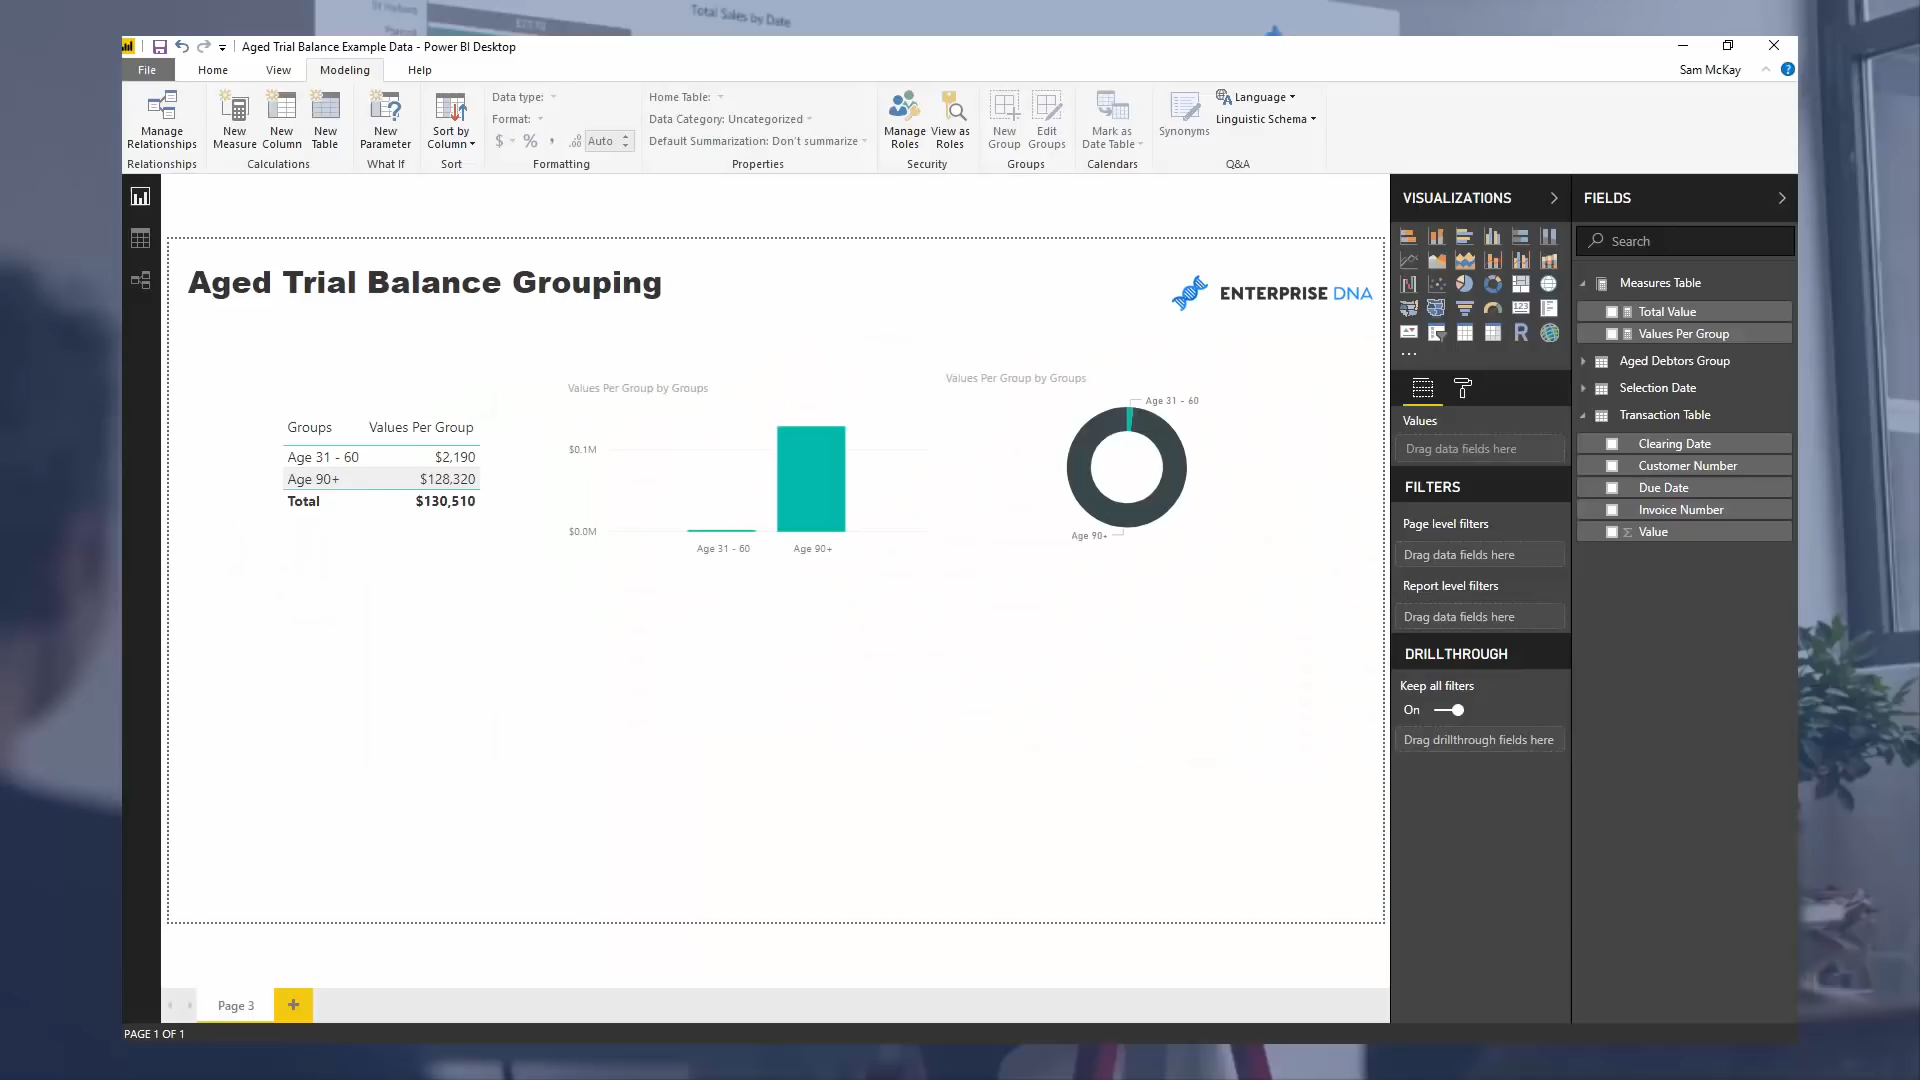 Total Sales by Date
Aged Trial Balance Example Data - Power BI Desktop
File
Home
View
Modeling
Help
Sam McKay
Manage
Relationships
New
Measure
New
Column
New
Table
New
Parameter
Sort by
Column
Data type:
Format:
$
%
,
.00
Auto
Home Table:
Data Category: Uncategorized
Default Summarization: Don't summarize
Manage
Roles
View as
Roles
New
Group
Edit
Groups
Mark as
Date Table
Synonyms
Language
Linguistic Schema
Relationships
Calculations
What If
Sort
Formatting
Properties
Security
Groups
Calendars
Q&A
Aged Trial Balance Grouping
ENTERPRISE DNA
Groups Values Per Group
Age 31 - 60 $2,190
Age 90+ $128,320
Total $130,510
Values Per Group by Groups
$0.1M
$0.0M
Age 31 - 60
Age 90+
Values Per Group by Groups
Age 31 - 60
Age 90+
VISUALIZATIONS
123
R
...
Values
Drag data fields here
FILTERS
Page level filters
Drag data fields here
Report level filters
Drag data fields here
DRILLTHROUGH
Keep all filters
On
Drag drillthrough fields here
FIELDS
Search
Measures Table
Total Value
Values Per Group
Aged Debtors Group
Selection Date
Transaction Table
Clearing Date
Customer Number
Due Date
Invoice Number
Σ Value
Page 3
+
PAGE 1 OF 1